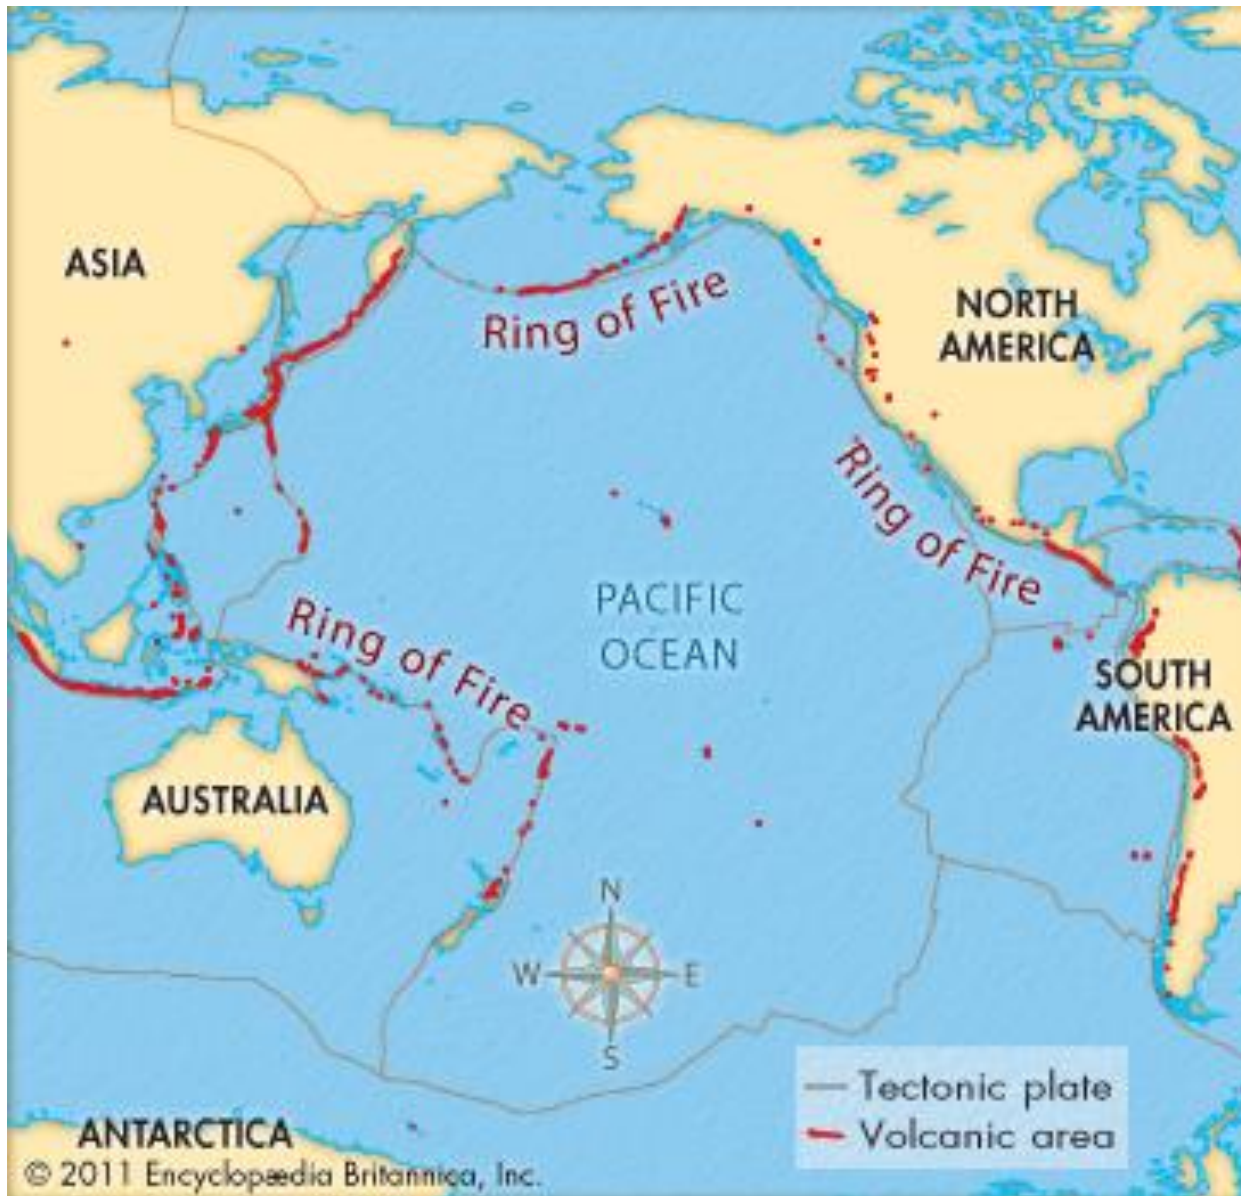 ASIA
Ring of Fire
NORTH
AMERICA
Ring of Fire
PACIFIC
OCEAN
Ring of Fire
SOUTH
AMERICA
AUSTRALIA
N
W
E
S
Tectonic plate
Volcanic area
ANTARCTICA
© 2011 Encyclopædia Britannica, Inc.